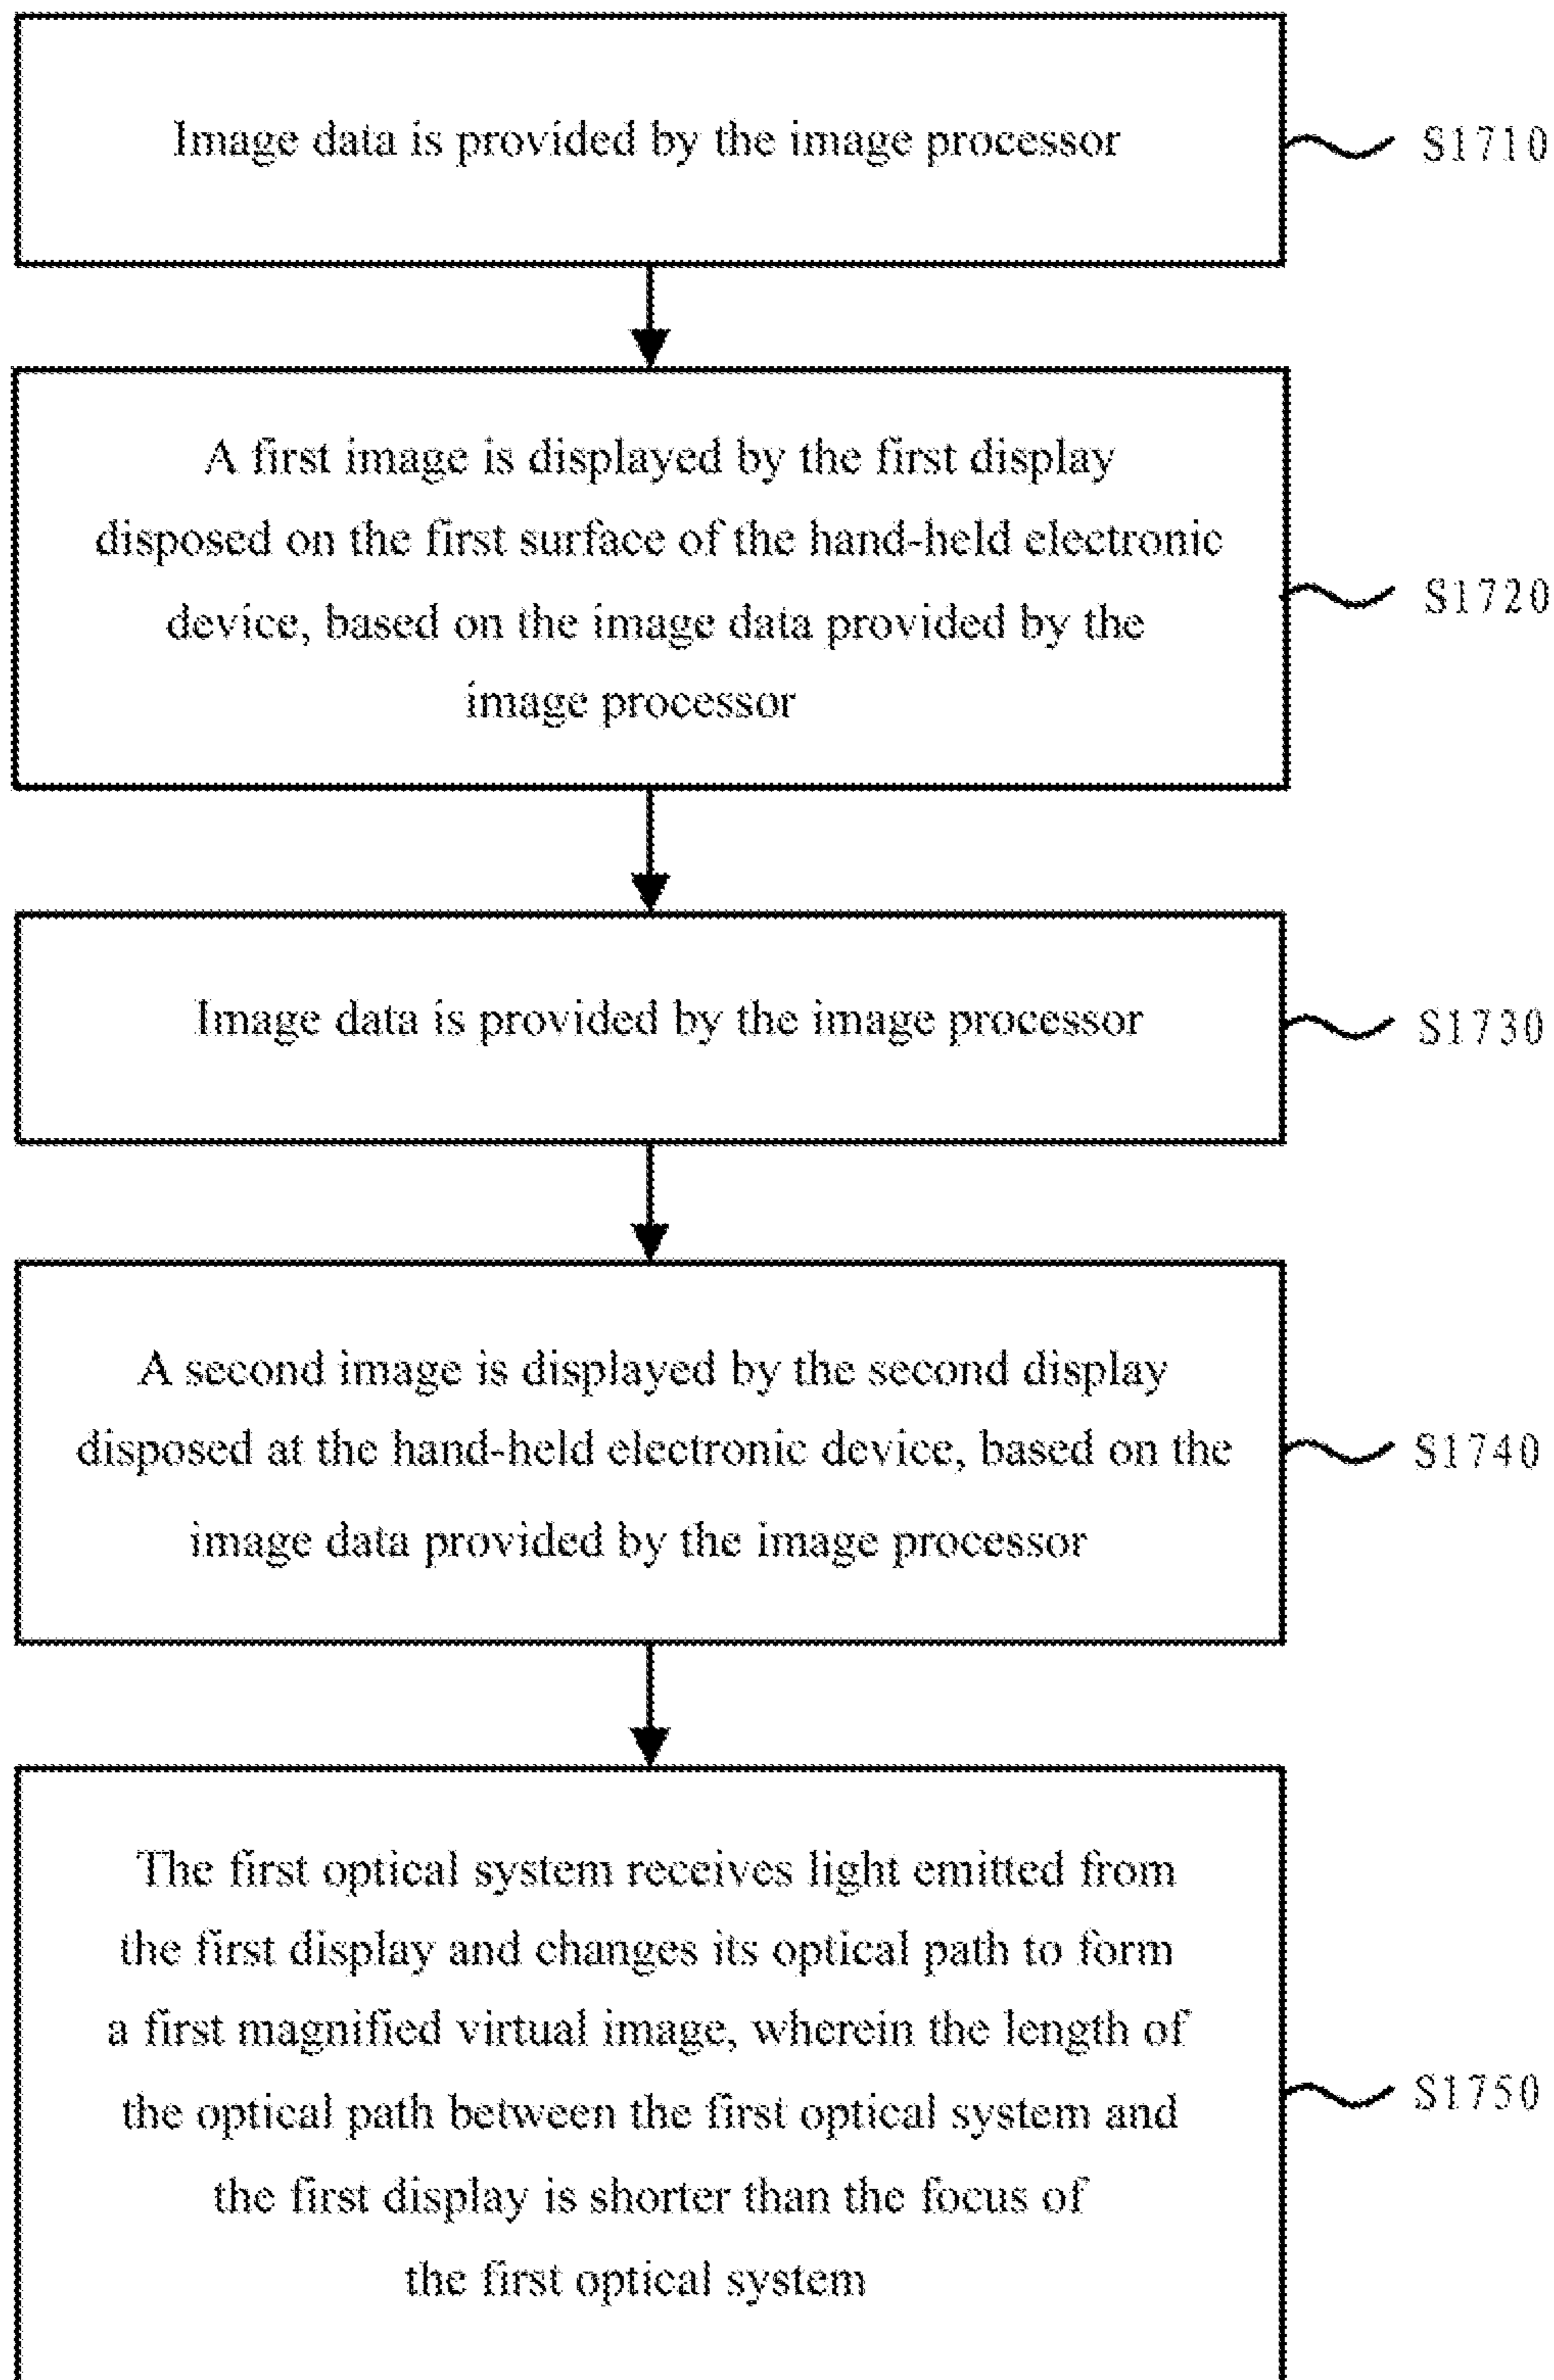 Image data is provided by the image processor
S1710
A first image is displayed by the first display
disposed on the first surface of the hand-held electronic
device, based on the image data provided by the
image processor
S1720
Image data is provided by the image processor
S1730
A second image is displayed by the second display
disposed at the hand-held electronic device, based on the
image data provided by the image processor
S1740
The first optical system receives light emitted from
the first display and changes its optical path to form
a first magnified virtual image, wherein the length of
the optical path between the first optical system and
the first display is shorter than the focus of
the first optical system
S1750